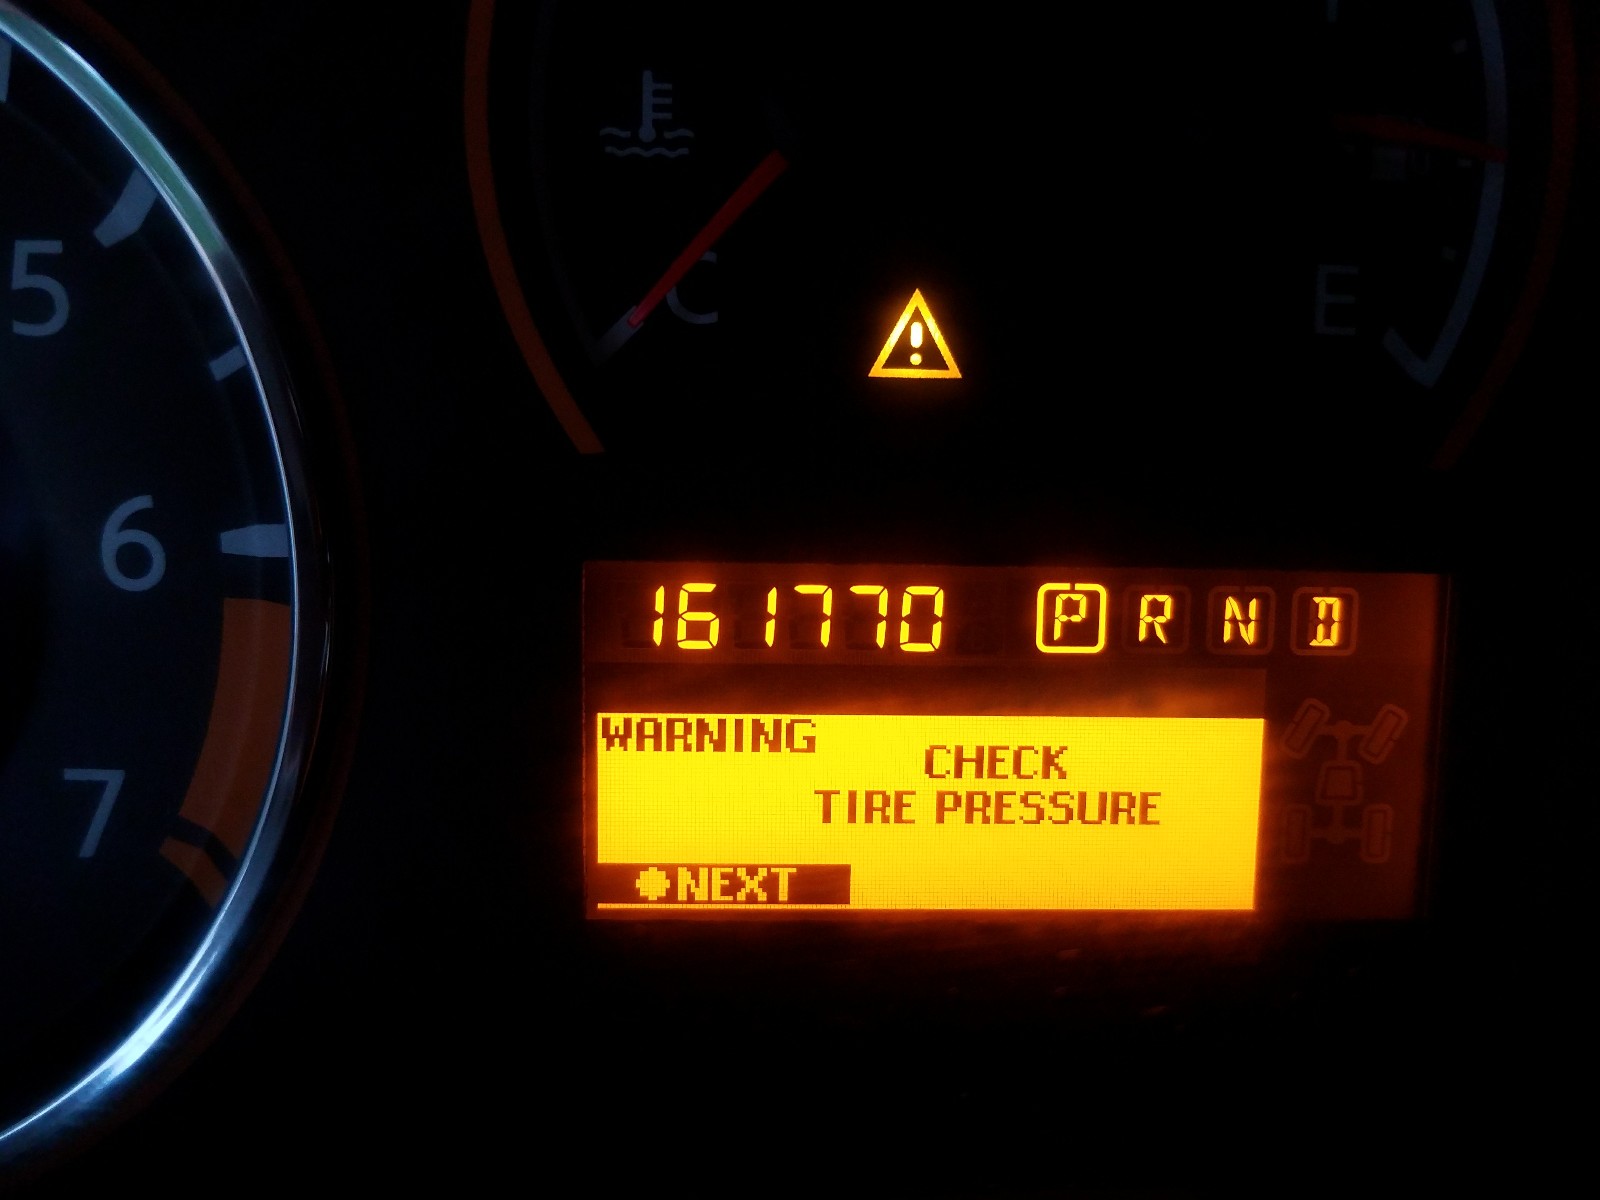 5
6
7
C
E
161770 P R N D
WARNING
CHECK
TIRE PRESSURE
NEXT